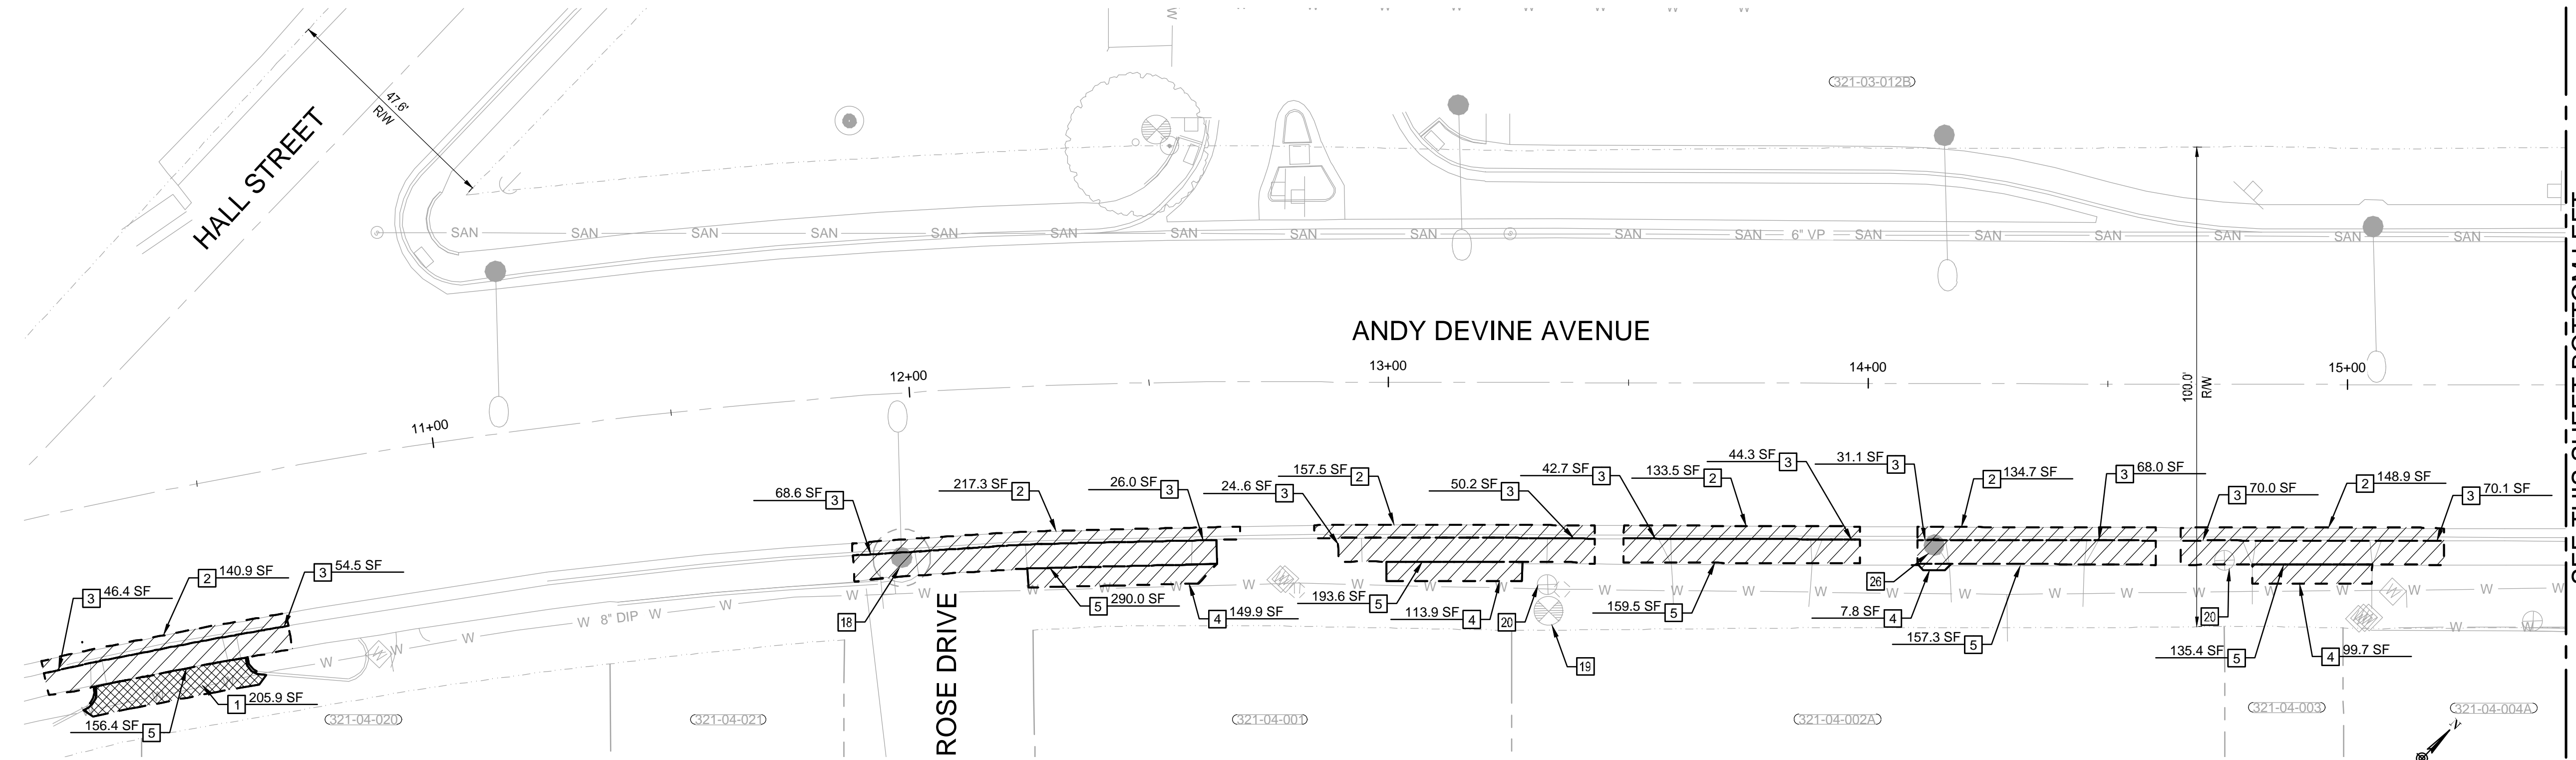 47.6'
R/W
HALL STREET
321-03-012B
SAN SAN SAN SAN SAN SAN SAN SAN SAN SAN SAN 6" VP SAN SAN SAN SAN SAN SAN
ANDY DEVINE AVENUE
11+00
12+00
13+00
14+00
15+00
100.0'
R/W
3 46.4 SF
2 140.9 SF
3 54.5 SF
156.4 SF 5
1 205.9 SF
68.6 SF 3
217.3 SF 2
26.0 SF 3
18
5 290.0 SF
4 149.9 SF
24..6 SF 3
157.5 SF 2
50.2 SF 3
193.6 SF 5
113.9 SF 4
20
19
42.7 SF 3
133.5 SF 2
44.3 SF 3
159.5 SF 5
31.1 SF 3
2 134.7 SF
3 68.0 SF
26
7.8 SF 4
157.3 SF 5
3 70.0 SF
2 148.9 SF
3 70.1 SF
20
135.4 SF 5
4 99.7 SF
W W W W 8" DIP W W W W W W W W W W W W W W W W W W W W W W
ROSE DRIVE
321-04-020
321-04-021
321-04-001
321-04-002A
321-04-003
321-04-004A